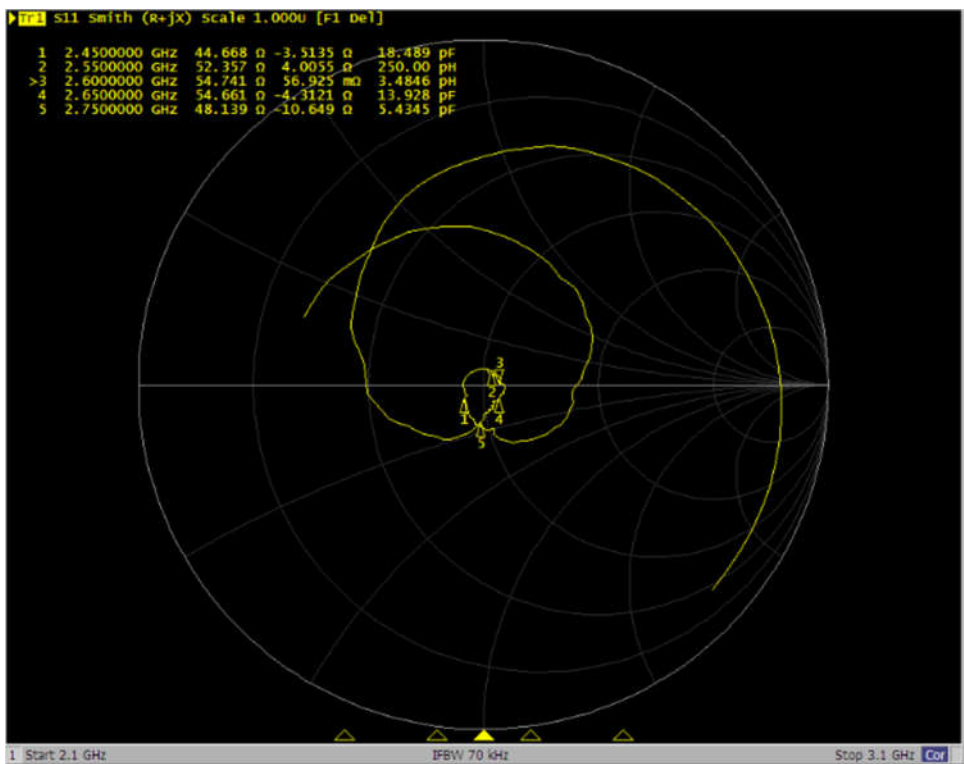 Tr1 S11 Smith (R+jX) Scale 1.000U [F1 Del]
1 2.4500000 GHz 44.668 Ω -3.5135 Ω 18.489 pF
2 2.5500000 GHz 52.357 Ω 4.0055 Ω 250.00 pH
>3 2.6000000 GHz 54.741 Ω 56.925 mΩ 3.4846 pH
4 2.6500000 GHz 54.661 Ω -4.3121 Ω 13.928 pF
5 2.7500000 GHz 48.139 Ω -10.649 Ω 5.4345 pF
3
2
1
4
5
1 Start 2.1 GHz IFBW 70 kHz Stop 3.1 GHz Cor